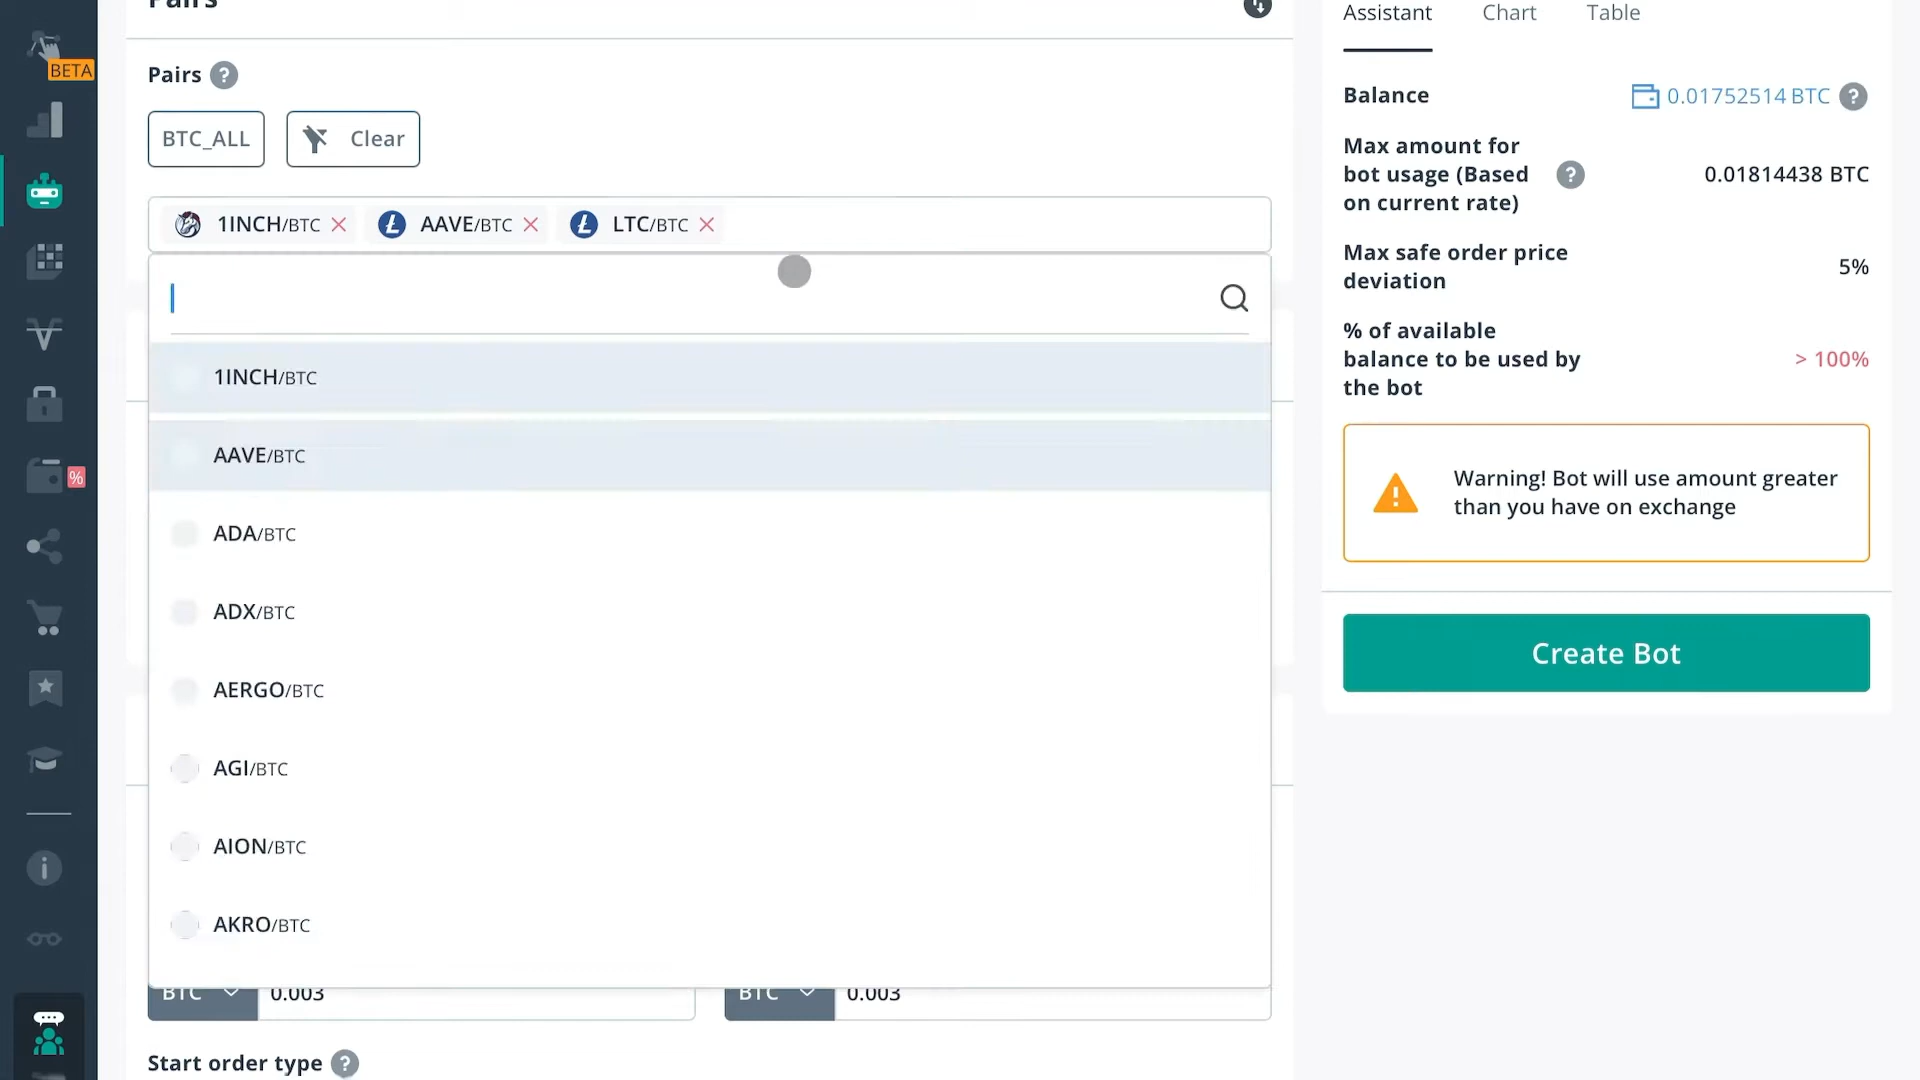 Pairs
BETA
Pairs ?
BTC_ALL
Clear
1INCH/BTC
AAVE/BTC
LTC/BTC
1INCH/BTC
AAVE/BTC
ADA/BTC
ADX/BTC
AERGO/BTC
AGI/BTC
AION/BTC
AKRO/BTC
BTC
0.003
BTC
0.003
Start order type ?
%
Assistant
Chart
Table
Balance
0.01752514 BTC ?
Max amount for
bot usage (Based
on current rate)
?
0.01814438 BTC
Max safe order price
deviation
5%
% of available
balance to be used by
the bot
> 100%
Warning! Bot will use amount greater
than you have on exchange
Create Bot